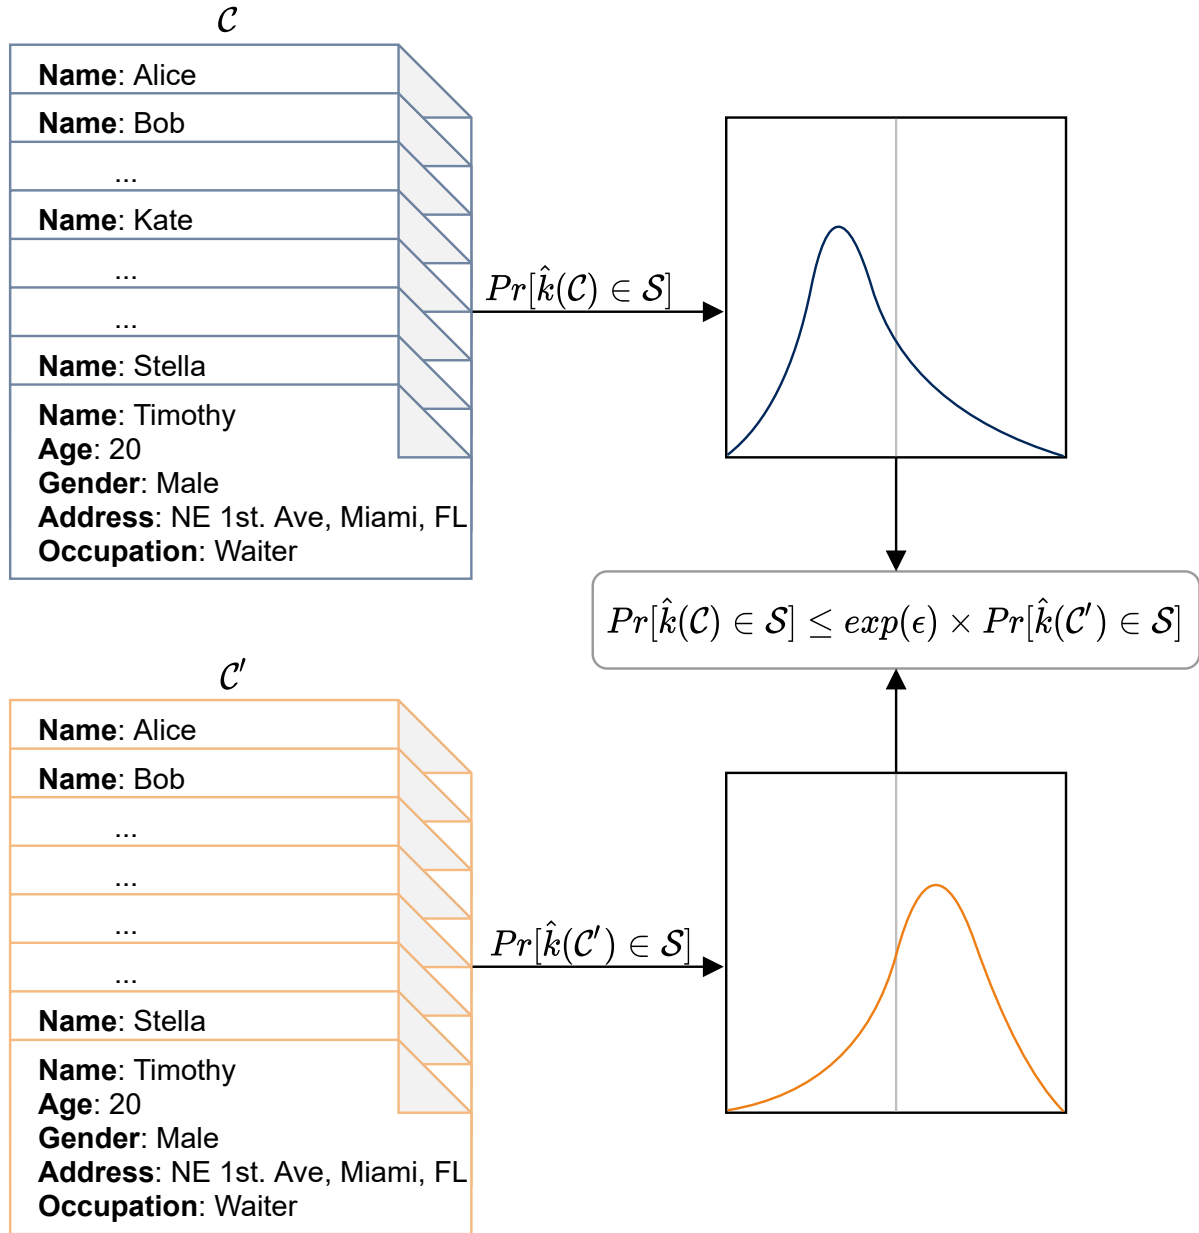 𝒞
Name: Alice
Name: Bob
...
Name: Kate
...
...
Name: Stella
Name: Timothy
Age: 20
Gender: Male
Address: NE 1st. Ave, Miami, FL
Occupation: Waiter
Pr[k̂(𝒞) ∈ 𝒮]
Pr[k̂(𝒞) ∈ 𝒮] ≤ exp(ϵ) × Pr[k̂(𝒞′) ∈ 𝒮]
𝒞′
Name: Alice
Name: Bob
...
...
...
...
Name: Stella
Name: Timothy
Age: 20
Gender: Male
Address: NE 1st. Ave, Miami, FL
Occupation: Waiter
Pr[k̂(𝒞′) ∈ 𝒮]